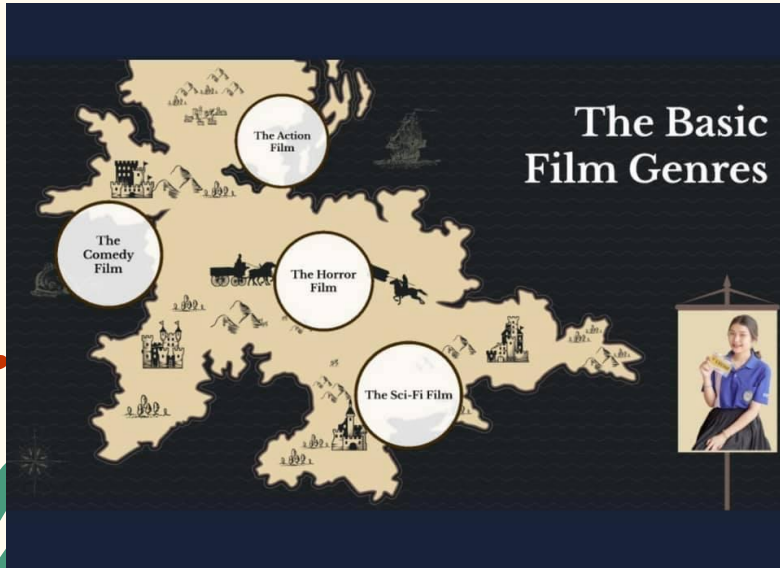 The Basic
Film Genres
The Action
Film
The
Comedy
Film
The Horror
Film
The Sci-Fi Film